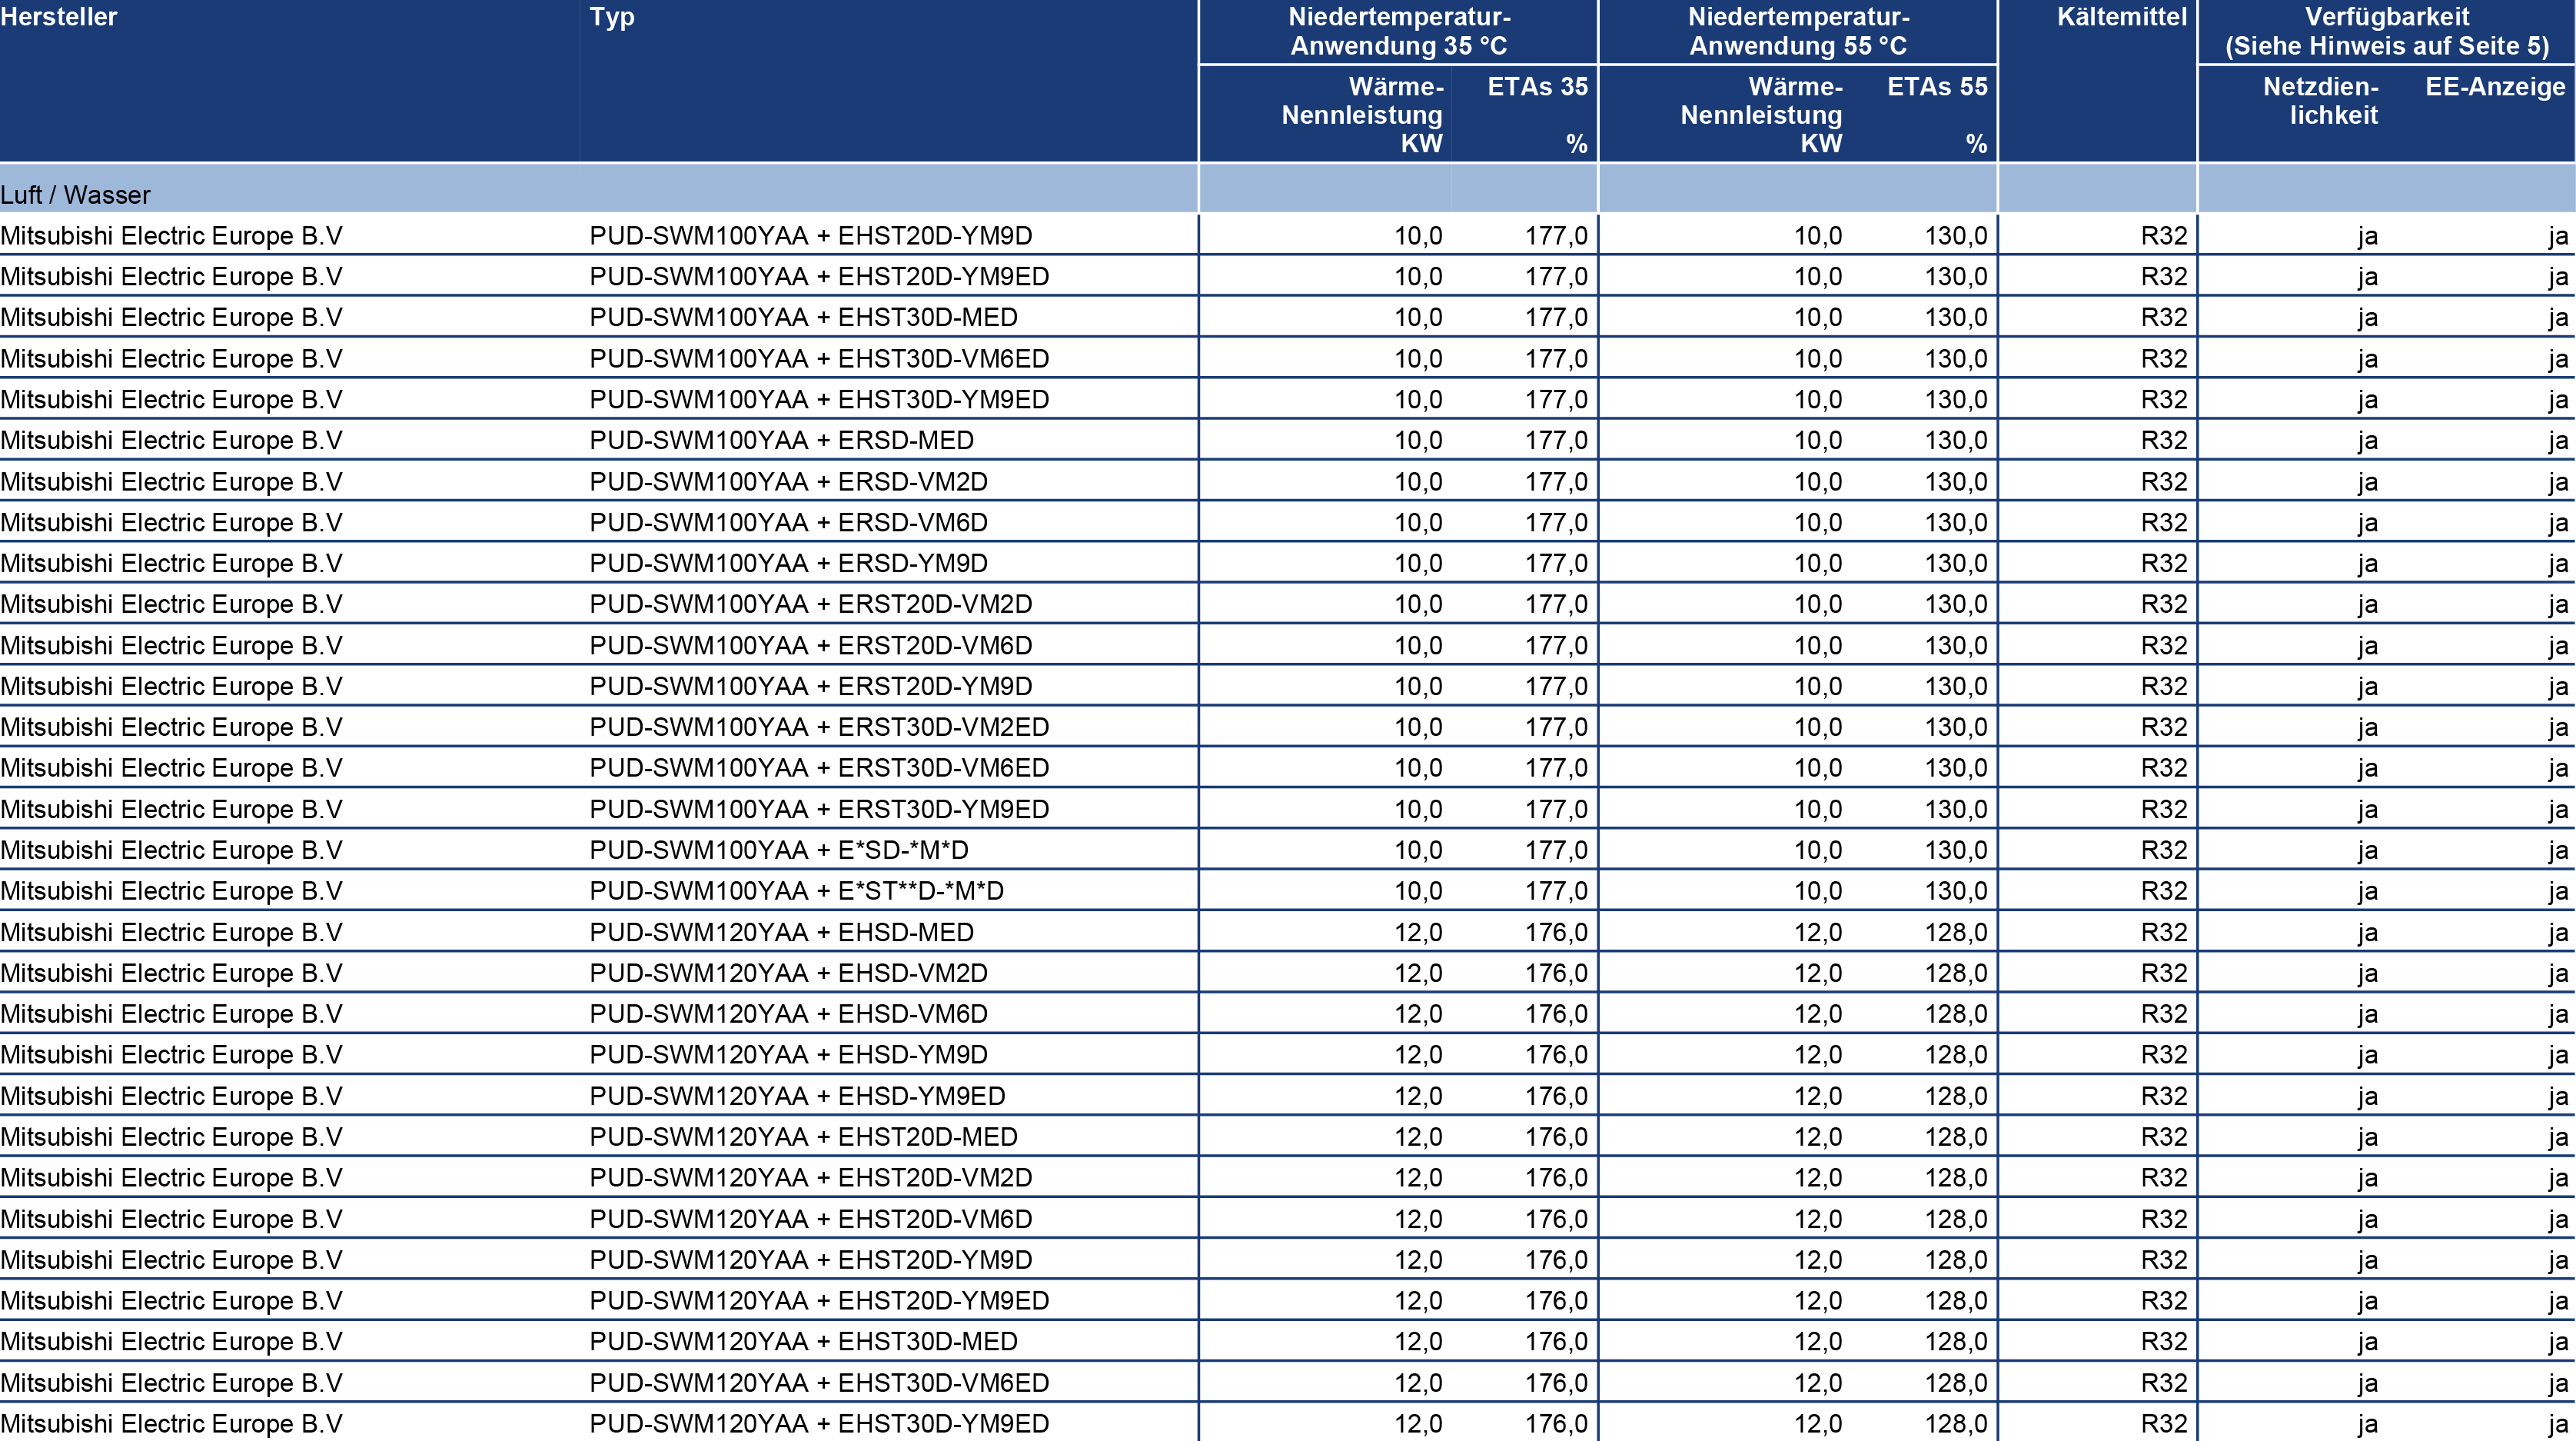 Hersteller Typ Niedertemperatur- Niedertemperatur- Kältemittel Verfügbarkeit
Anwendung 35 °C Anwendung 55 °C (Siehe Hinweis auf Seite 5)
Wärme- ETAs 35 Wärme- ETAs 55 Netzdien- EE-Anzeige
Nennleistung Nennleistung lichkeit
KW % KW %
Luft / Wasser
Mitsubishi Electric Europe B.V PUD-SWM100YAA + EHST20D-YM9D 10,0 177,0 10,0 130,0 R32 ja ja
Mitsubishi Electric Europe B.V PUD-SWM100YAA + EHST20D-YM9ED 10,0 177,0 10,0 130,0 R32 ja ja
Mitsubishi Electric Europe B.V PUD-SWM100YAA + EHST30D-MED 10,0 177,0 10,0 130,0 R32 ja ja
Mitsubishi Electric Europe B.V PUD-SWM100YAA + EHST30D-VM6ED 10,0 177,0 10,0 130,0 R32 ja ja
Mitsubishi Electric Europe B.V PUD-SWM100YAA + EHST30D-YM9ED 10,0 177,0 10,0 130,0 R32 ja ja
Mitsubishi Electric Europe B.V PUD-SWM100YAA + ERSD-MED 10,0 177,0 10,0 130,0 R32 ja ja
Mitsubishi Electric Europe B.V PUD-SWM100YAA + ERSD-VM2D 10,0 177,0 10,0 130,0 R32 ja ja
Mitsubishi Electric Europe B.V PUD-SWM100YAA + ERSD-VM6D 10,0 177,0 10,0 130,0 R32 ja ja
Mitsubishi Electric Europe B.V PUD-SWM100YAA + ERSD-YM9D 10,0 177,0 10,0 130,0 R32 ja ja
Mitsubishi Electric Europe B.V PUD-SWM100YAA + ERST20D-VM2D 10,0 177,0 10,0 130,0 R32 ja ja
Mitsubishi Electric Europe B.V PUD-SWM100YAA + ERST20D-VM6D 10,0 177,0 10,0 130,0 R32 ja ja
Mitsubishi Electric Europe B.V PUD-SWM100YAA + ERST20D-YM9D 10,0 177,0 10,0 130,0 R32 ja ja
Mitsubishi Electric Europe B.V PUD-SWM100YAA + ERST30D-VM2ED 10,0 177,0 10,0 130,0 R32 ja ja
Mitsubishi Electric Europe B.V PUD-SWM100YAA + ERST30D-VM6ED 10,0 177,0 10,0 130,0 R32 ja ja
Mitsubishi Electric Europe B.V PUD-SWM100YAA + ERST30D-YM9ED 10,0 177,0 10,0 130,0 R32 ja ja
Mitsubishi Electric Europe B.V PUD-SWM100YAA + E*SD-*M*D 10,0 177,0 10,0 130,0 R32 ja ja
Mitsubishi Electric Europe B.V PUD-SWM100YAA + E*ST**D-*M*D 10,0 177,0 10,0 130,0 R32 ja ja
Mitsubishi Electric Europe B.V PUD-SWM120YAA + EHSD-MED 12,0 176,0 12,0 128,0 R32 ja ja
Mitsubishi Electric Europe B.V PUD-SWM120YAA + EHSD-VM2D 12,0 176,0 12,0 128,0 R32 ja ja
Mitsubishi Electric Europe B.V PUD-SWM120YAA + EHSD-VM6D 12,0 176,0 12,0 128,0 R32 ja ja
Mitsubishi Electric Europe B.V PUD-SWM120YAA + EHSD-YM9D 12,0 176,0 12,0 128,0 R32 ja ja
Mitsubishi Electric Europe B.V PUD-SWM120YAA + EHSD-YM9ED 12,0 176,0 12,0 128,0 R32 ja ja
Mitsubishi Electric Europe B.V PUD-SWM120YAA + EHST20D-MED 12,0 176,0 12,0 128,0 R32 ja ja
Mitsubishi Electric Europe B.V PUD-SWM120YAA + EHST20D-VM2D 12,0 176,0 12,0 128,0 R32 ja ja
Mitsubishi Electric Europe B.V PUD-SWM120YAA + EHST20D-VM6D 12,0 176,0 12,0 128,0 R32 ja ja
Mitsubishi Electric Europe B.V PUD-SWM120YAA + EHST20D-YM9D 12,0 176,0 12,0 128,0 R32 ja ja
Mitsubishi Electric Europe B.V PUD-SWM120YAA + EHST20D-YM9ED 12,0 176,0 12,0 128,0 R32 ja ja
Mitsubishi Electric Europe B.V PUD-SWM120YAA + EHST30D-MED 12,0 176,0 12,0 128,0 R32 ja ja
Mitsubishi Electric Europe B.V PUD-SWM120YAA + EHST30D-VM6ED 12,0 176,0 12,0 128,0 R32 ja ja
Mitsubishi Electric Europe B.V PUD-SWM120YAA + EHST30D-YM9ED 12,0 176,0 12,0 128,0 R32 ja ja